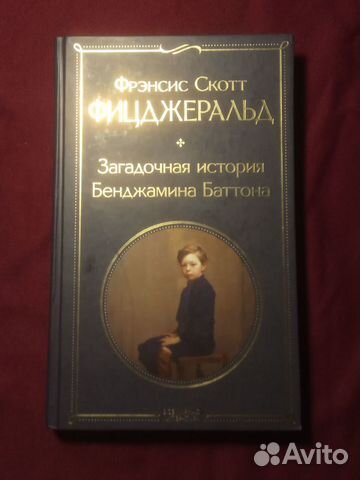 Фрэнсис Скотт
ФИЦДЖЕРАЛЬД
Загадочная история
Бенджамина Баттона
Avito